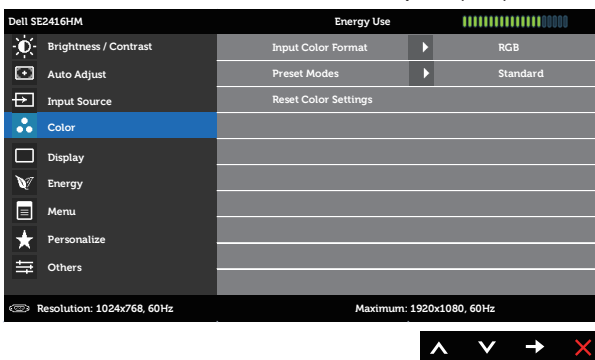 Dell SE2416HM Energy Use
Brightness / Contrast Input Color Format RGB
Auto Adjust Preset Modes Standard
Input Source Reset Color Settings
Color
Display
Energy
Menu
Personalize
Others
Resolution: 1024x768, 60Hz Maximum: 1920x1080, 60Hz